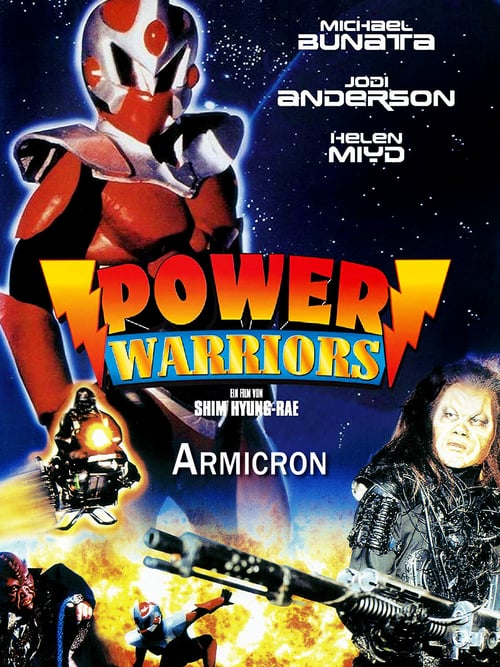 MICHAEL
BUNATA
JODI
ANDERSON
HELEN
MIYD
POWER
WARRIORS
EIN FILM VON
SHIM HYUNG-RAE
ARMICRON